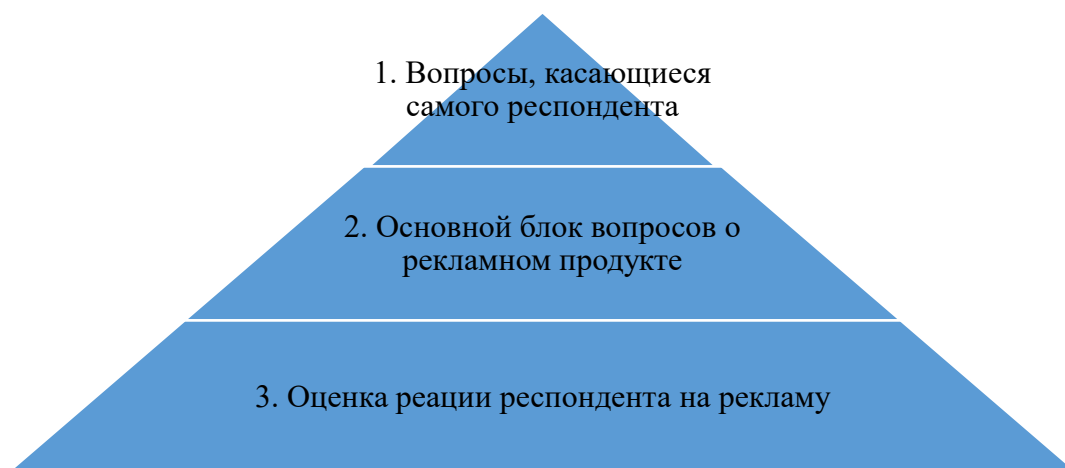 1. Вопросы, касающиеся
самого респондента
2. Основной блок вопросов о
рекламном продукте
3. Оценка реации респондента на рекламу